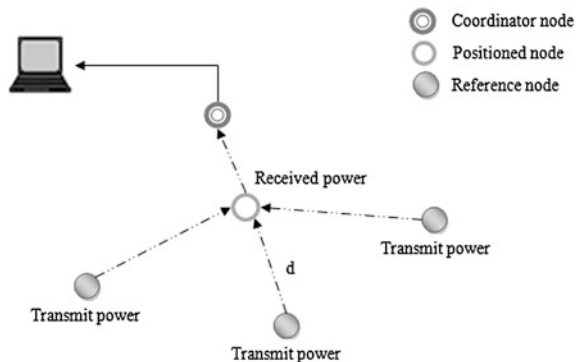 Coordinator node
Positioned node
Reference node
Received power
Transmit power
d
Transmit power
Transmit power